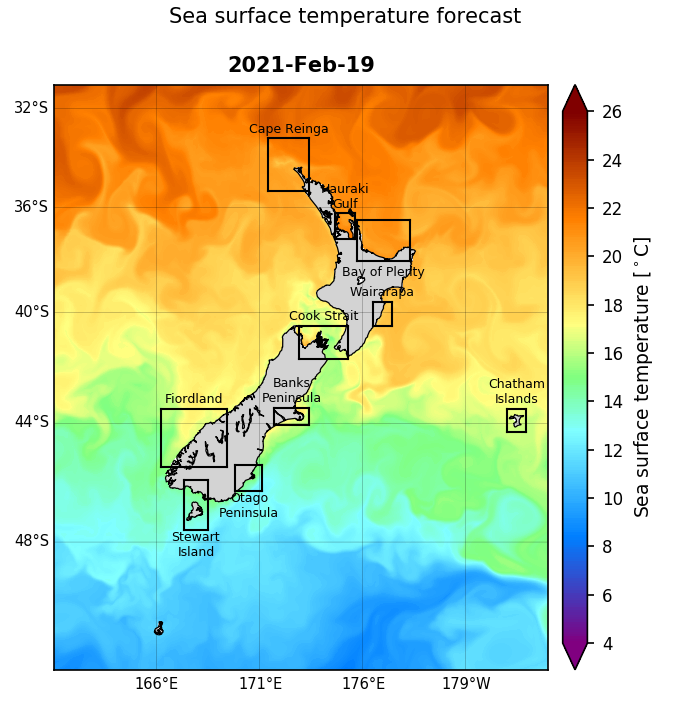 Sea surface temperature forecast
2021-Feb-19
32°S
36°S
40°S
44°S
48°S
Cape Reinga
Hauraki
Gulf
Bay of Plenty
Wairarapa
Cook Strait
Banks
Peninsula
Fiordland
Chatham
Islands
Otago
Peninsula
Stewart
Island
166°E
171°E
176°E
179°W
26
24
22
20
18
16
14
12
10
8
6
4
Sea surface temperature [°C]